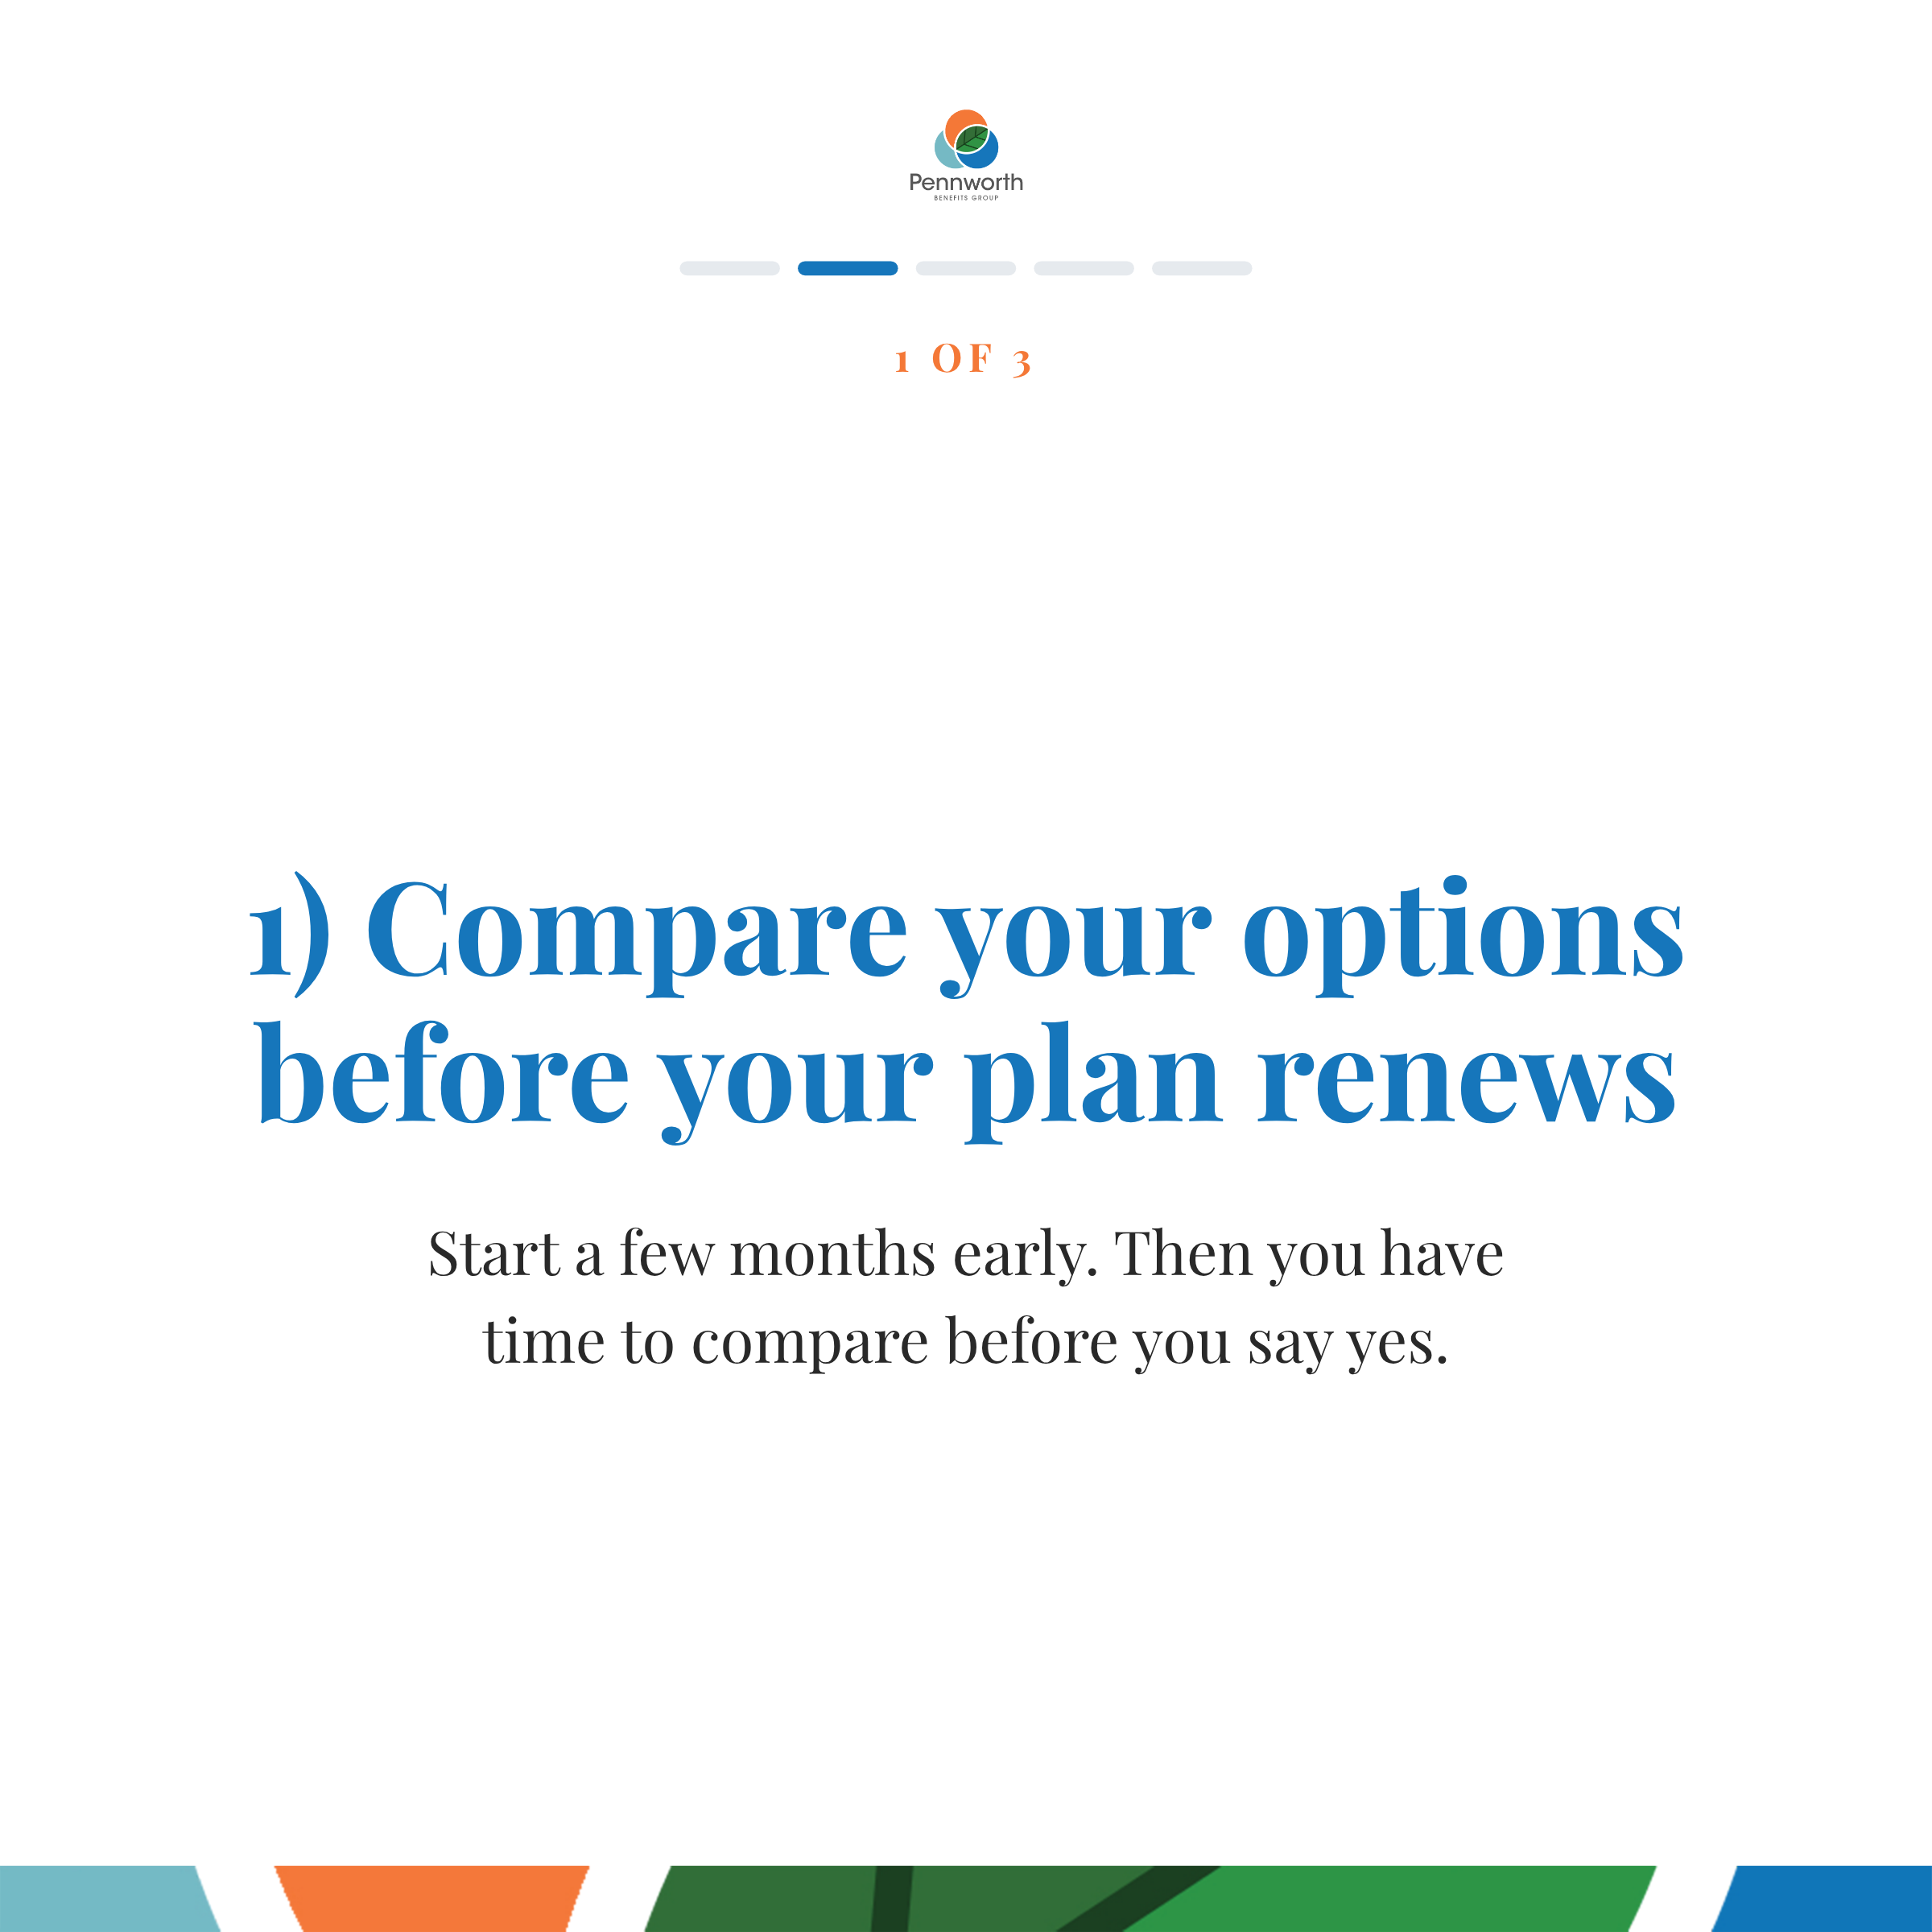 Pennworth
BENEFITS GROUP
1 OF 3
1) Compare your options
before your plan renews
Start a few months early. Then you have
time to compare before you say yes.